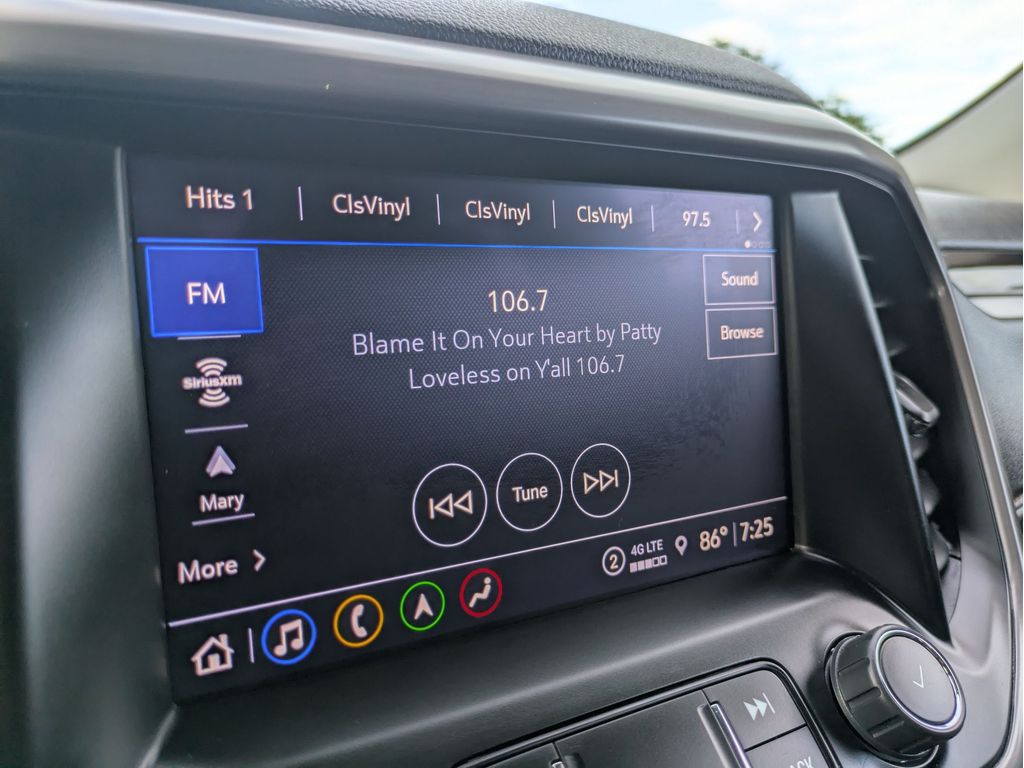 Hits 1 | ClsVinyl | ClsVinyl | ClsVinyl | 97.5
FM
Sound
106.7
Browse
Blame It On Your Heart by Patty
Loveless on Y'all 106.7
SiriusXM
Mary
Tune
More
2 4G LTE 86° 7:25